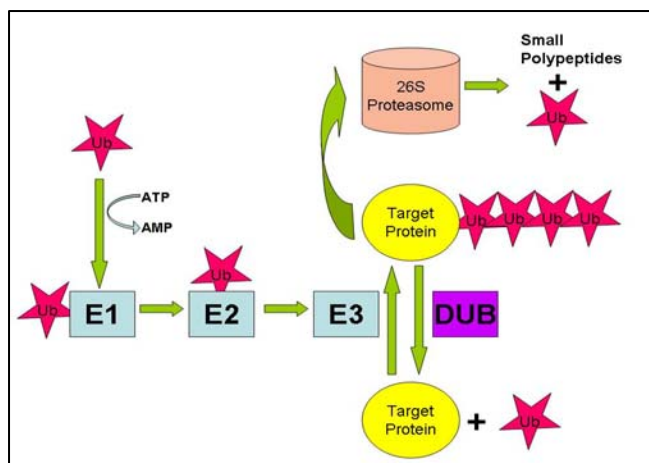 Small
Polypeptides
+
Ub
26S
Proteasome
Ub
ATP
AMP
Target
Protein
Ub
Ub
Ub
Ub
Ub
E1
Ub
E2
E3
DUB
Target
Protein
+
Ub